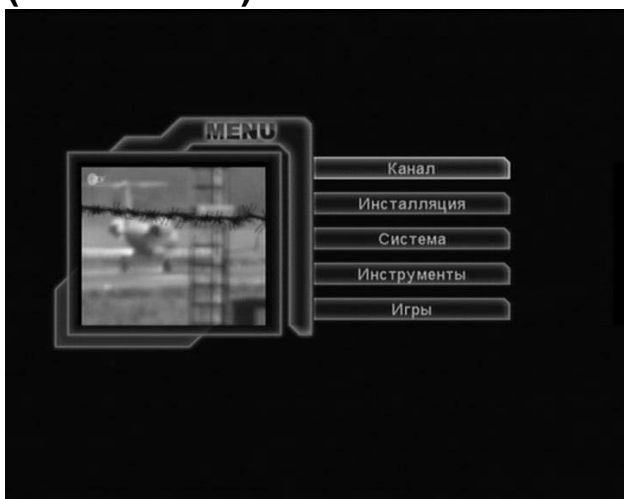 MENU
Канал
Инсталляция
Система
Инструменты
Игры